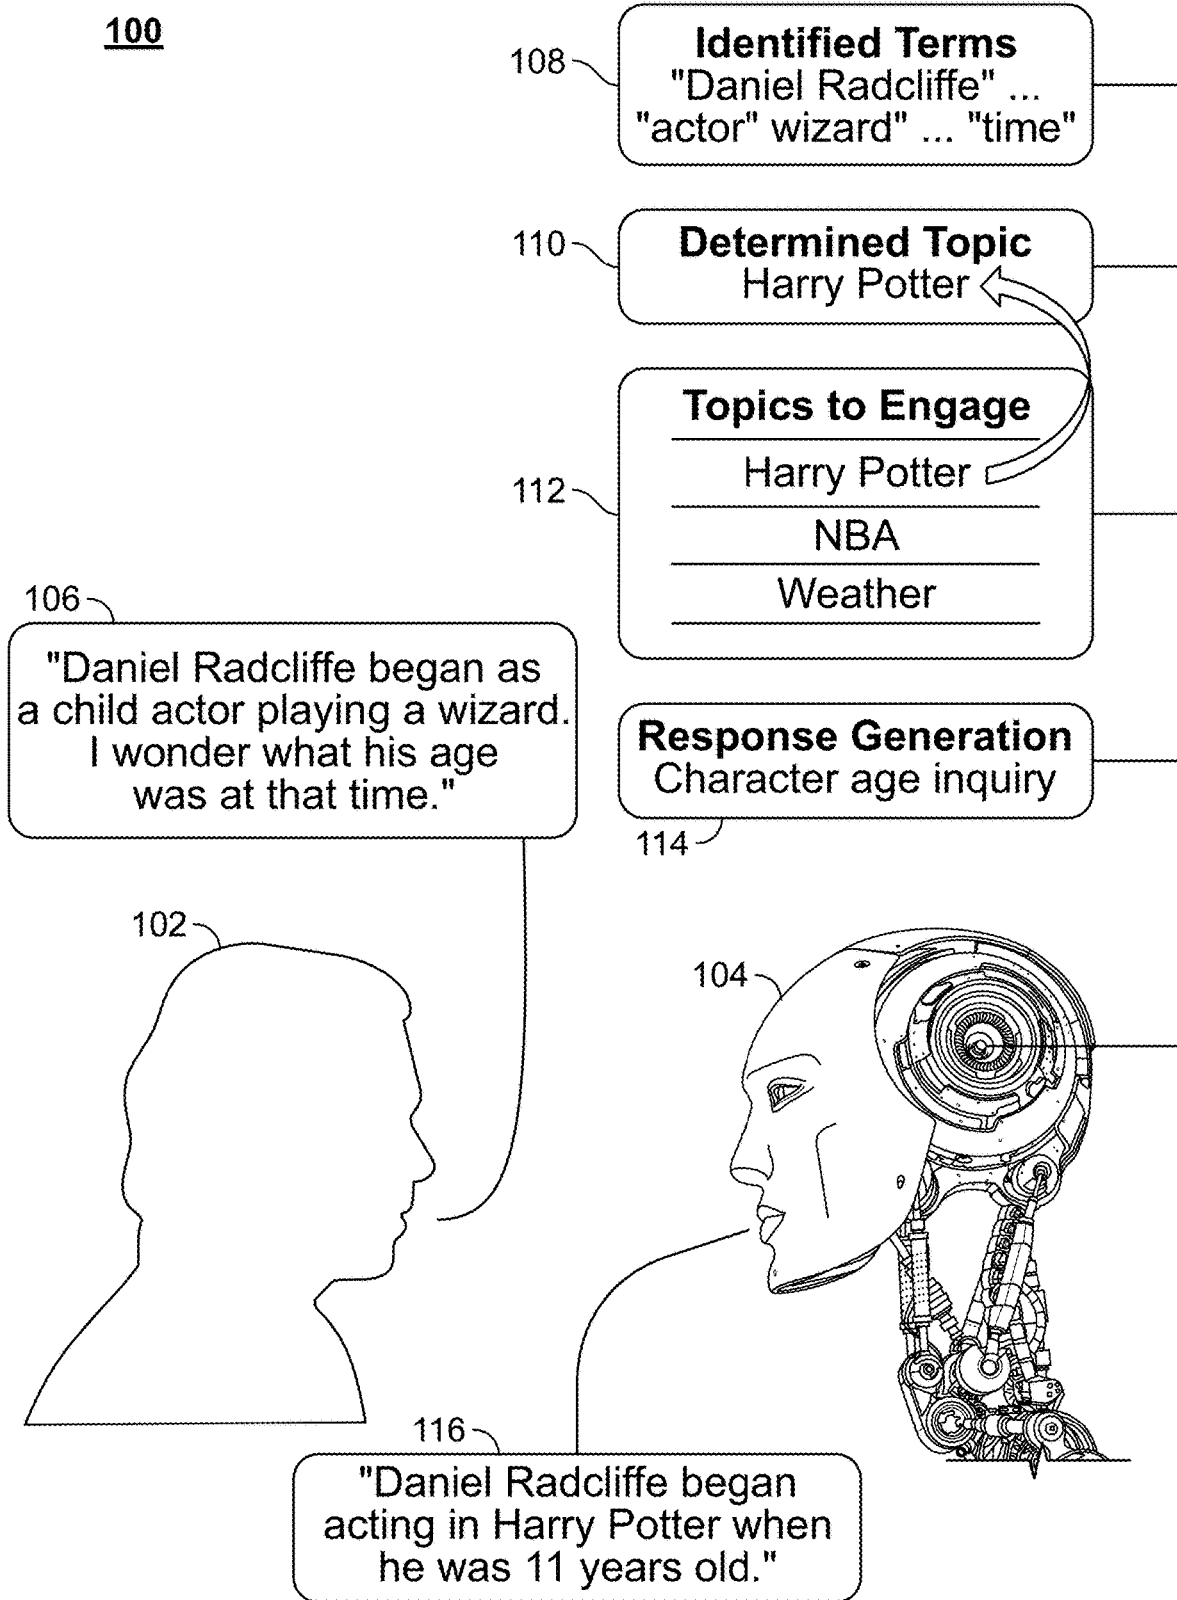 100
108
Identified Terms
"Daniel Radcliffe" ...
"actor" wizard" ... "time"
110
Determined Topic
Harry Potter
112
Topics to Engage
Harry Potter
NBA
Weather
106
"Daniel Radcliffe began as
a child actor playing a wizard.
I wonder what his age
was at that time."
Response Generation
Character age inquiry
114
102
104
116
"Daniel Radcliffe began
acting in Harry Potter when
he was 11 years old."